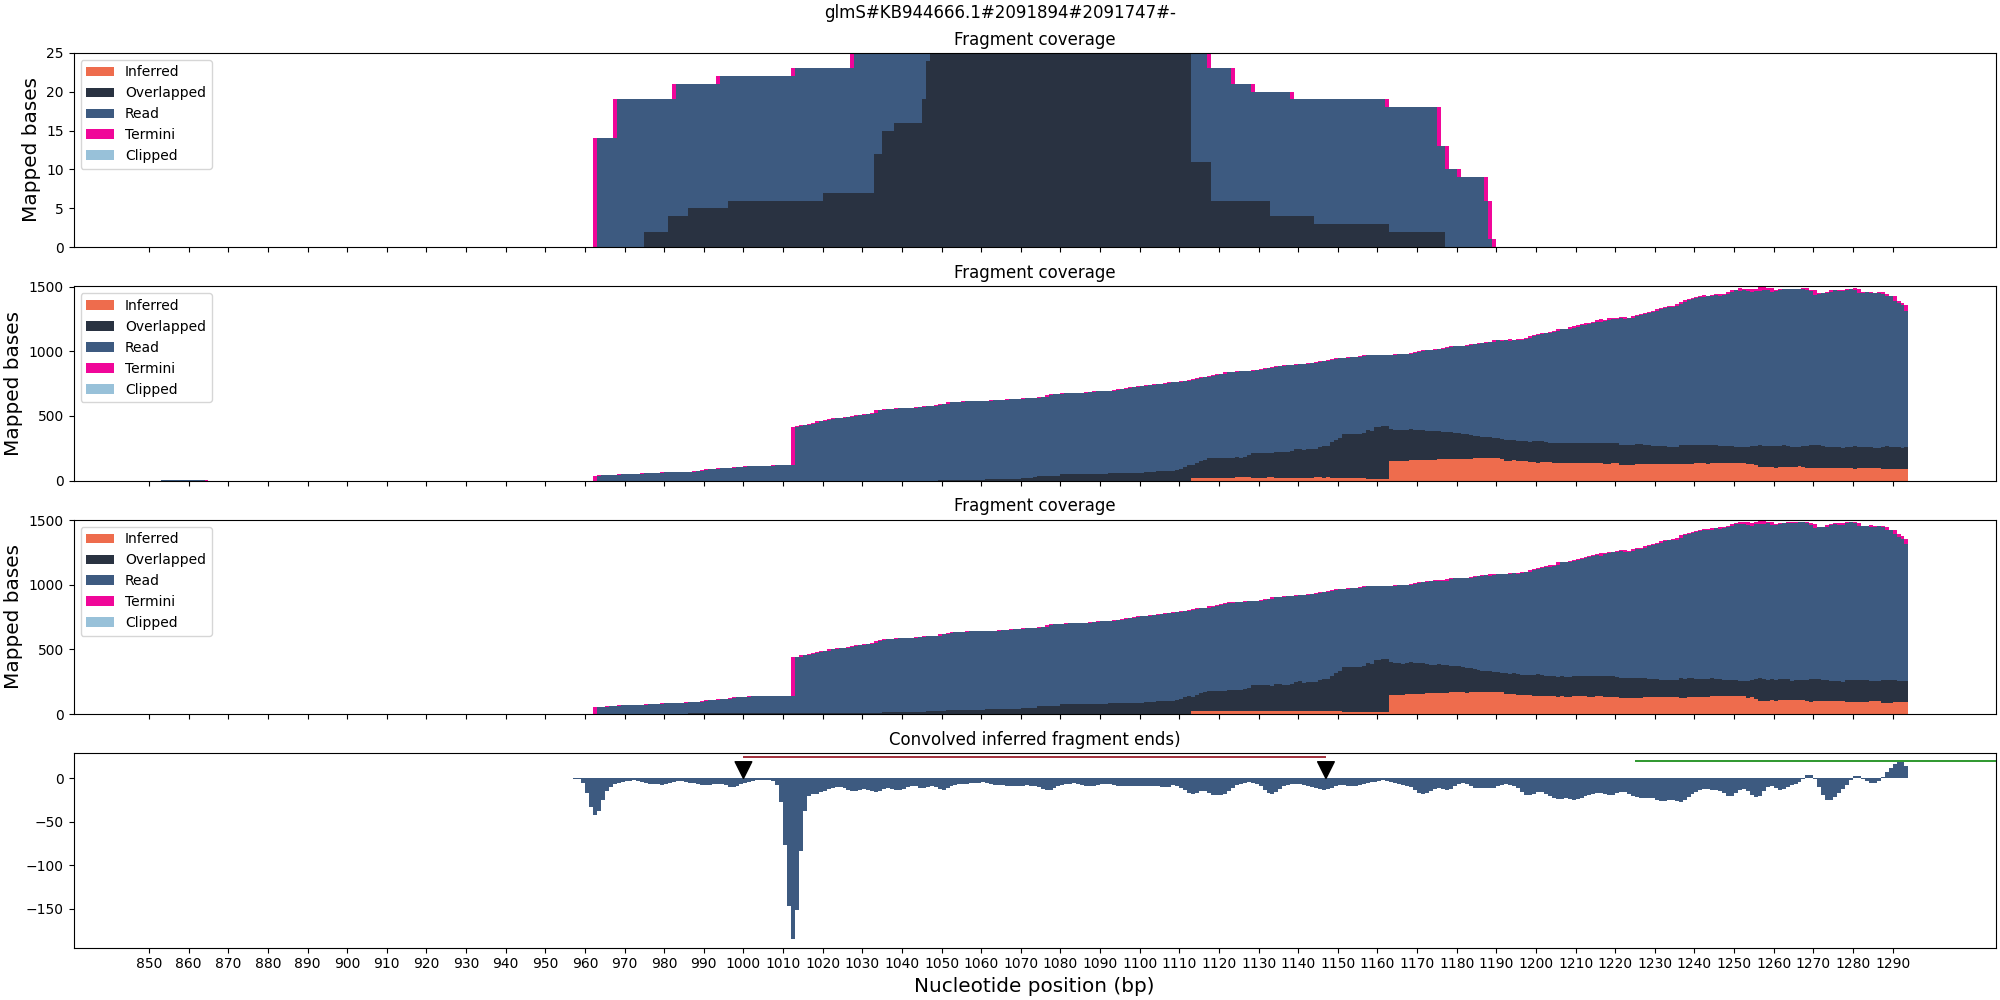 glmS#KB944666.1#2091894#2091747#-
Fragment coverage
Mapped bases
25
20
15
10
5
0
Inferred
Overlapped
Read
Termini
Clipped
Fragment coverage
Mapped bases
1500
1000
500
0
Inferred
Overlapped
Read
Termini
Clipped
Fragment coverage
Mapped bases
1500
1000
500
0
Inferred
Overlapped
Read
Termini
Clipped
Convolved inferred fragment ends)
0
−50
−100
−150
850 860 870 880 890 900 910 920 930 940 950 960 970 980 990 1000 1010 1020 1030 1040 1050 1060 1070 1080 1090 1100 1110 1120 1130 1140 1150 1160 1170 1180 1190 1200 1210 1220 1230 1240 1250 1260 1270 1280 1290
Nucleotide position (bp)